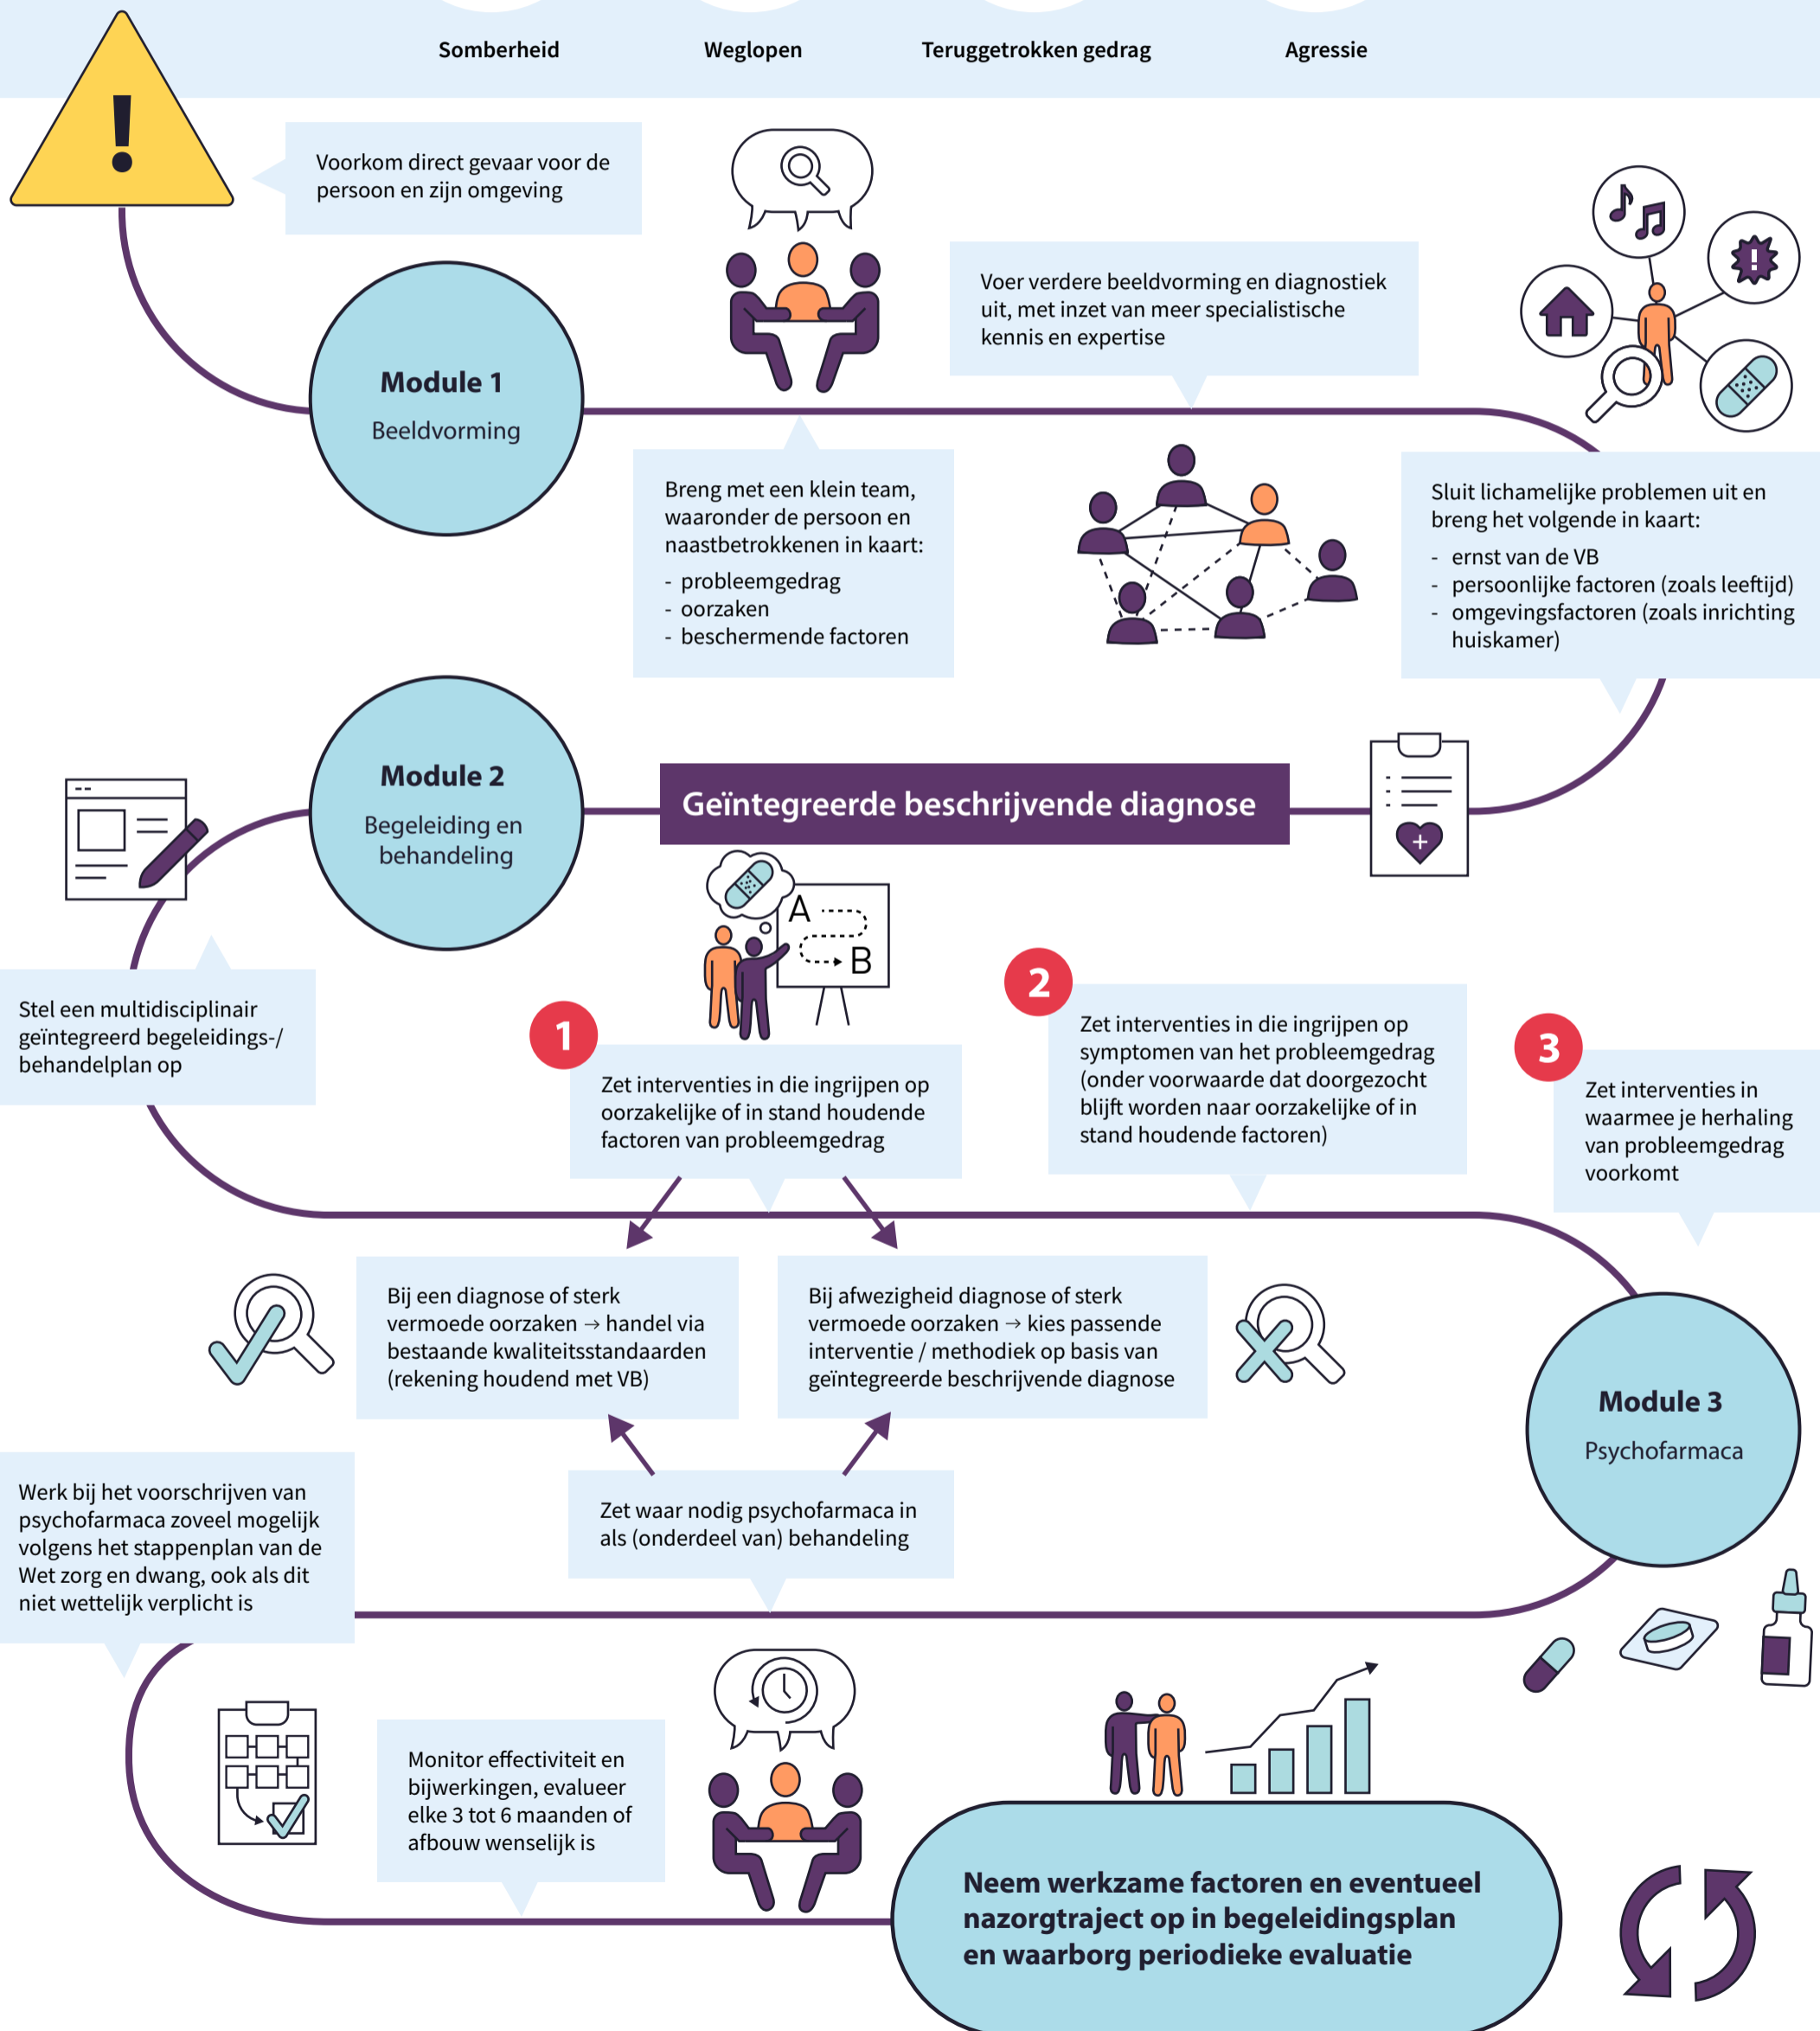 Somberheid
Weglopen
Teruggetrokken gedrag
Agressie
!
Voorkom direct gevaar voor de
persoon en zijn omgeving
Module 1
Beeldvorming
Breng met een klein team,
waaronder de persoon en
naastbetrokkenen in kaart:
- probleemgedrag
- oorzaken
- beschermende factoren
Voer verdere beeldvorming en diagnostiek
uit, met inzet van meer specialistische
kennis en expertise
!
Sluit lichamelijke problemen uit en
breng het volgende in kaart:
- ernst van de VB
- persoonlijke factoren (zoals leeftijd)
- omgevingsfactoren (zoals inrichting
huiskamer)
Geïntegreerde beschrijvende diagnose
Module 2
Begeleiding en
behandeling
Stel een multidisciplinair
geïntegreerd begeleidings-/
behandelplan op
A
B
1
Zet interventies in die ingrijpen op
oorzakelijke of in stand houdende
factoren van probleemgedrag
2
Zet interventies in die ingrijpen op
symptomen van het probleemgedrag
(onder voorwaarde dat doorgezocht
blijft worden naar oorzakelijke of in
stand houdende factoren)
3
Zet interventies in
waarmee je herhaling
van probleemgedrag
voorkomt
Bij een diagnose of sterk
vermoede oorzaken → handel via
bestaande kwaliteitsstandaarden
(rekening houdend met VB)
Bij afwezigheid diagnose of sterk
vermoede oorzaken → kies passende
interventie / methodiek op basis van
geïntegreerde beschrijvende diagnose
Module 3
Psychofarmaca
Zet waar nodig psychofarmaca in
als (onderdeel van) behandeling
Werk bij het voorschrijven van
psychofarmaca zoveel mogelijk
volgens het stappenplan van de
Wet zorg en dwang, ook als dit
niet wettelijk verplicht is
Monitor effectiviteit en
bijwerkingen, evalueer
elke 3 tot 6 maanden of
afbouw wenselijk is
Neem werkzame factoren en eventueel
nazorgtraject op in begeleidingsplan
en waarborg periodieke evaluatie